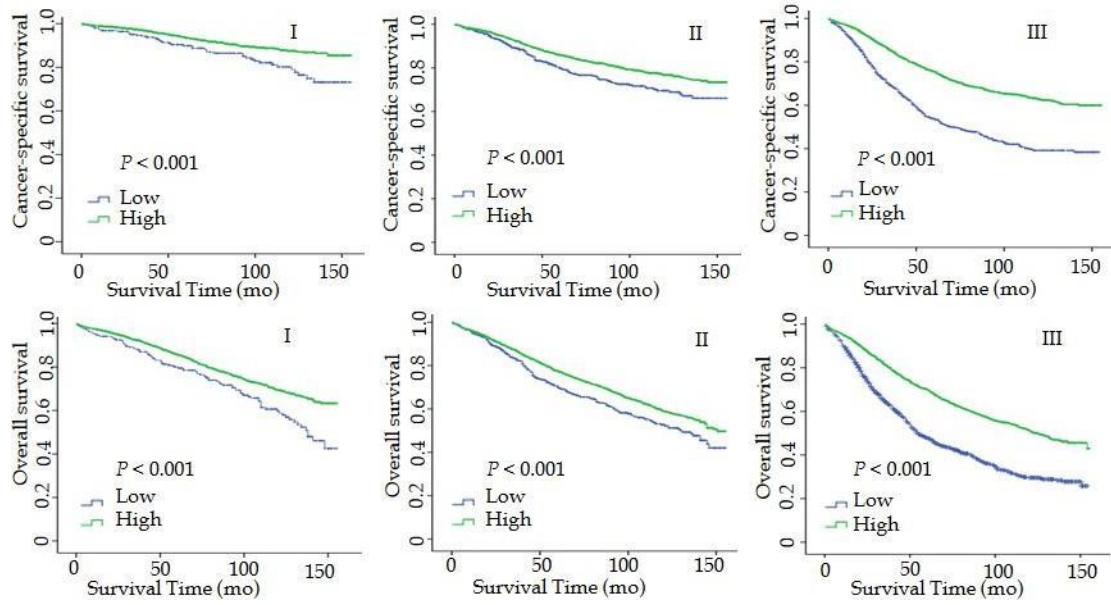 Cancer-specific survival
1.0
0.8
0.6
0.4
0.2
0
I
P < 0.001
Low
High
0 50 100 150
Survival Time (mo)
Cancer-specific survival
1.0
0.8
0.6
0.4
0.2
0
II
P < 0.001
Low
High
0 50 100 150
Survival Time (mo)
Cancer-specific survival
1.0
0.8
0.6
0.4
0.2
0
III
P < 0.001
Low
High
0 50 100 150
Survival Time (mo)
Overall survival
1.0
0.8
0.6
0.4
0.2
0
I
P < 0.001
Low
High
0 50 100 150
Survival Time (mo)
Overall survival
1.0
0.8
0.6
0.4
0.2
0
II
P < 0.001
Low
High
0 50 100 150
Survival Time (mo)
Overall survival
1.0
0.8
0.6
0.4
0.2
0
III
P < 0.001
Low
High
0 50 100 150
Survival Time (mo)